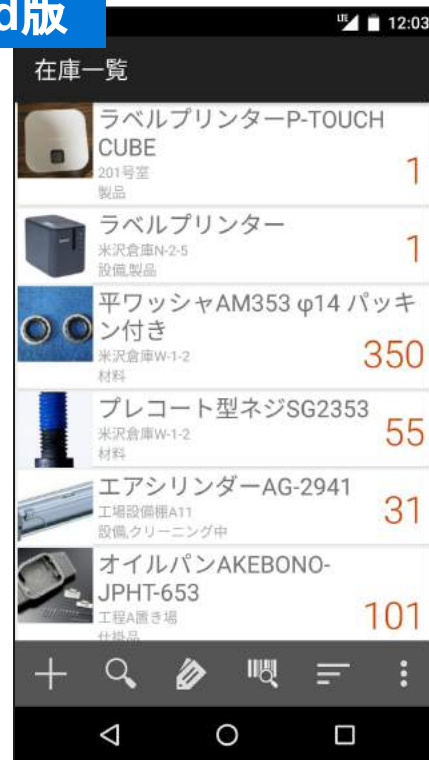 d版
LTE 12:03
在庫一覧
ラベルプリンターP-TOUCH
CUBE
201号室
製品
1
ラベルプリンター
米沢倉庫N-2-5
設備,製品
1
平ワッシャAM353 φ14 パッキ
ン付き
米沢倉庫W-1-2
材料
350
プレコート型ネジSG2353
米沢倉庫W-1-2
材料
55
エアシリンダーAG-2941
工場設備棚A11
設備,クリーニング中
31
オイルパンAKEBONO-
JPHT-653
工程A置き場
仕掛品
101